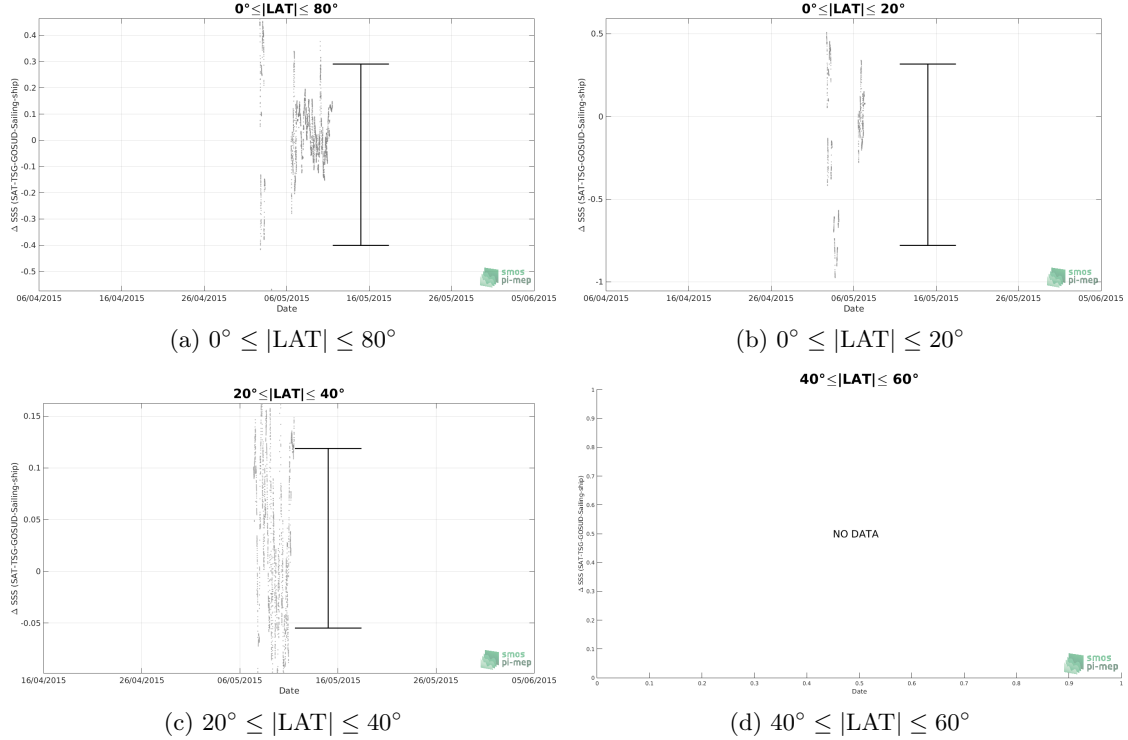 0°≤|LAT|≤ 80°
Δ SSS (SAT-TSG-GOSUD-Sailing-ship)
0.4
0.3
0.2
0.1
0
-0.1
-0.2
-0.3
-0.4
-0.5
06/04/2015 16/04/2015 26/04/2015 06/05/2015 16/05/2015 26/05/2015 05/06/2015
Date
smos
pi-mep
(a) 0° ≤ |LAT| ≤ 80°
0°≤|LAT|≤ 20°
Δ SSS (SAT-TSG-GOSUD-Sailing-ship)
0.5
0
-0.5
-1
06/04/2015 16/04/2015 26/04/2015 06/05/2015 16/05/2015 26/05/2015 05/06/2015
Date
smos
pi-mep
(b) 0° ≤ |LAT| ≤ 20°
20°≤|LAT|≤ 40°
Δ SSS (SAT-TSG-GOSUD-Sailing-ship)
0.15
0.1
0.05
0
-0.05
16/04/2015 26/04/2015 06/05/2015 16/05/2015 26/05/2015 05/06/2015
Date
smos
pi-mep
(c) 20° ≤ |LAT| ≤ 40°
40°≤|LAT|≤ 60°
Δ SSS (SAT-TSG-GOSUD-Sailing-ship)
1
0.9
0.8
0.7
0.6
0.5
0.4
0.3
0.2
0.1
0
NO DATA
0 0.1 0.2 0.3 0.4 0.5 0.6 0.7 0.8 0.9 1
Date
smos
pi-mep
(d) 40° ≤ |LAT| ≤ 60°